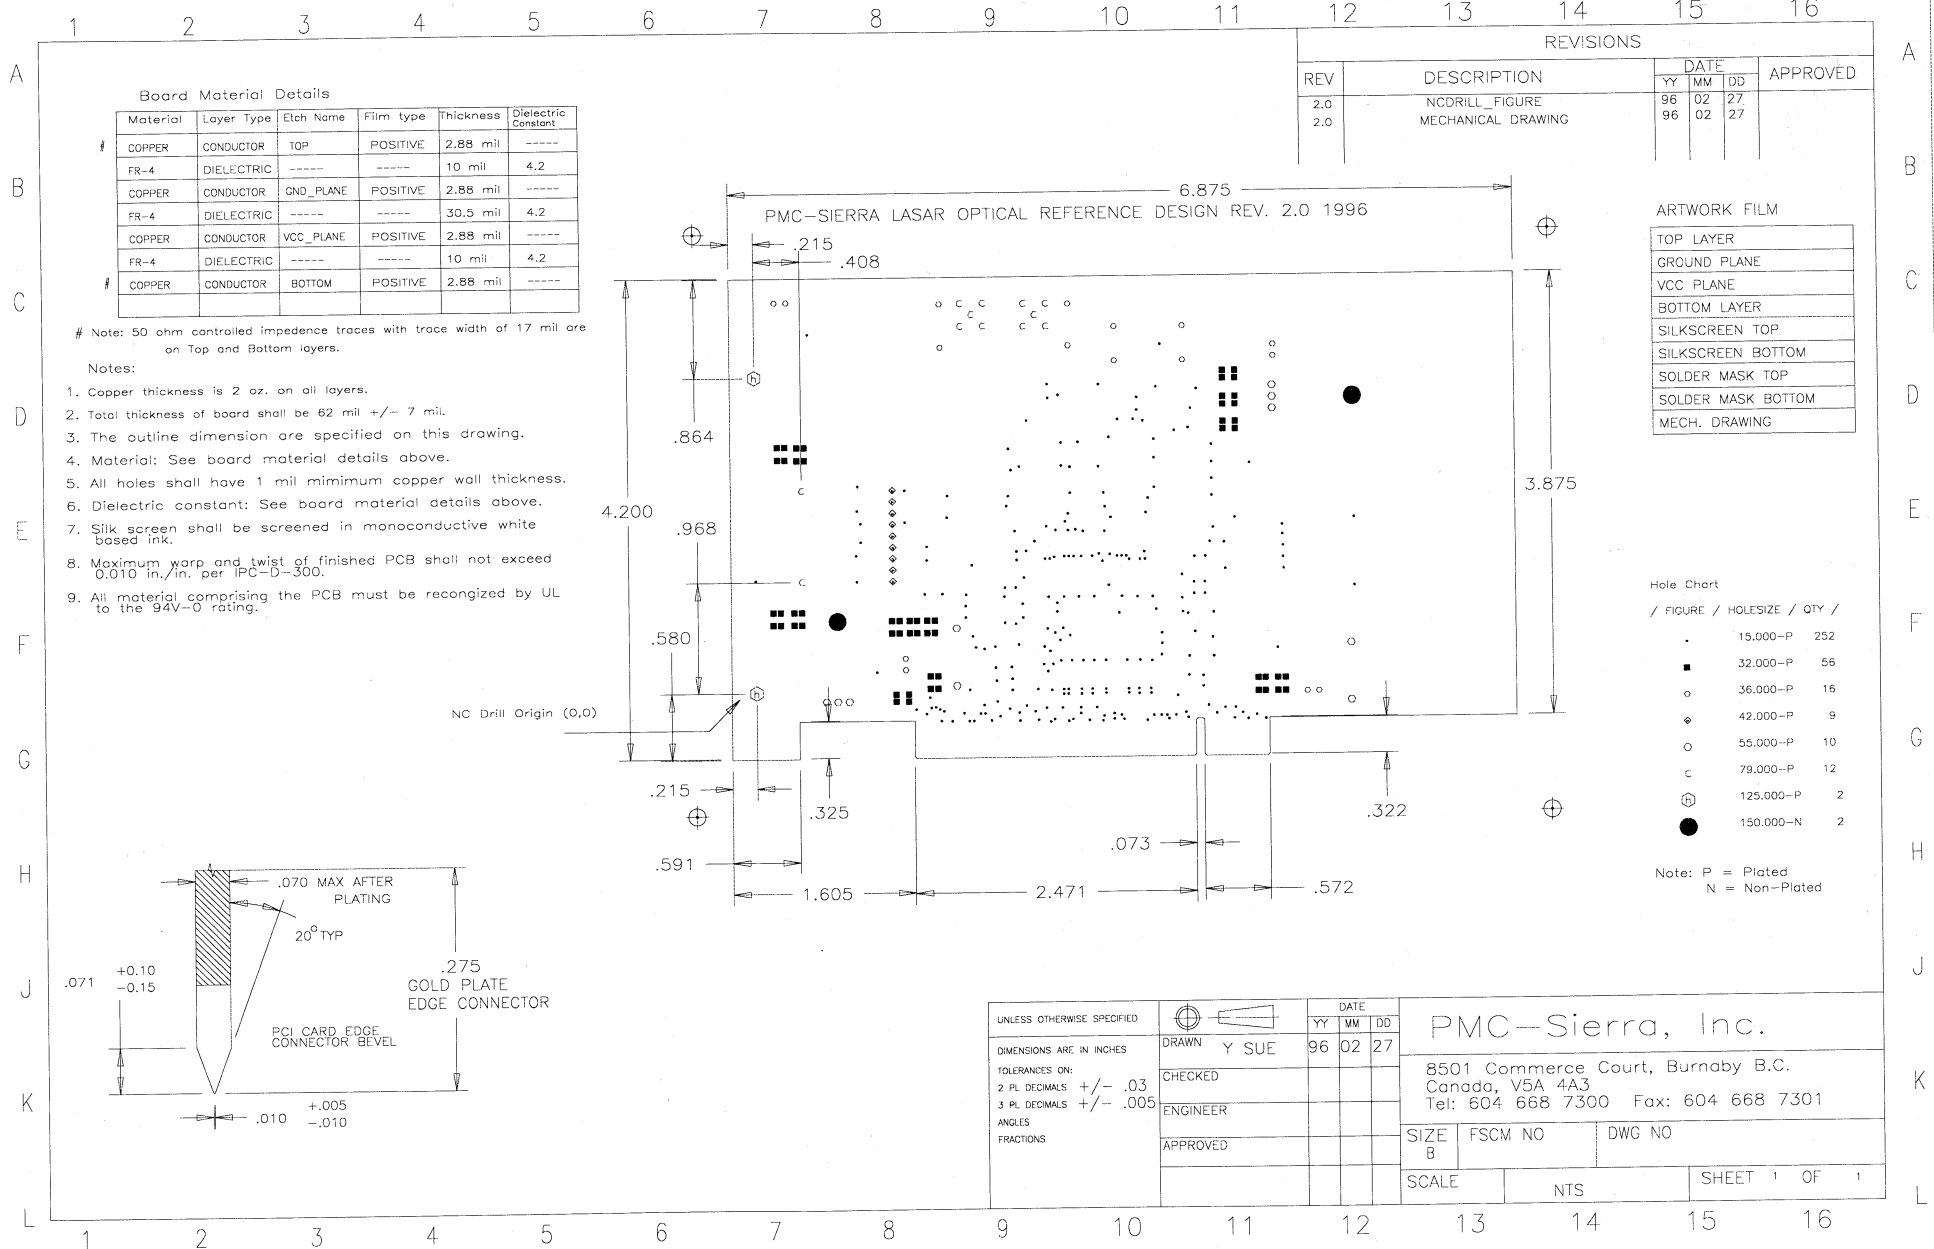 1 2 3 4 5 6 7 8 9 10 11 12 13 14 15 16
A
B
C
D
E
F
G
H
J
K
L
A
B
C
D
E
F
G
H
J
K
L
REVISIONS
REV DESCRIPTION DATE APPROVED
YY MM DD
2.0 NCDRILL_FIGURE 96 02 27
2.0 MECHANICAL DRAWING 96 02 27
Board Material Details
Material Layer Type Etch Name Film type Thickness Dielectric Constant
# COPPER CONDUCTOR TOP POSITIVE 2.88 mil -----
FR-4 DIELECTRIC ----- ----- 10 mil 4.2
COPPER CONDUCTOR GND_PLANE POSITIVE 2.88 mil -----
FR-4 DIELECTRIC ----- ----- 30.5 mil 4.2
COPPER CONDUCTOR VCC_PLANE POSITIVE 2.88 mil -----
FR-4 DIELECTRIC ----- ----- 10 mil 4.2
# COPPER CONDUCTOR BOTTOM POSITIVE 2.88 mil -----
# Note: 50 ohm controlled impedence traces with trace width of 17 mil are
on Top and Bottom layers.
Notes:
1. Copper thickness is 2 oz. on all layers.
2. Total thickness of board shall be 62 mil +/- 7 mil.
3. The outline dimension are specified on this drawing.
4. Material: See board material details above.
5. All holes shall have 1 mil mimimum copper wall thickness.
6. Dielectric constant: See board material details above.
7. Silk screen shall be screened in monoconductive white
based ink.
8. Maximum warp and twist of finished PCB shall not exceed
0.010 in./in. per IPC-D-300.
9. All material comprising the PCB must be recongized by UL
to the 94V-0 rating.
6.875
PMC-SIERRA LASAR OPTICAL REFERENCE DESIGN REV. 2.0 1996
.215
.408
.864
4.200
.968
3.875
.580
NC Drill Origin (0,0)
.215
.325
.322
.073
.591
1.605
2.471
.572
ARTWORK FILM
TOP LAYER
GROUND PLANE
VCC PLANE
BOTTOM LAYER
SILKSCREEN TOP
SILKSCREEN BOTTOM
SOLDER MASK TOP
SOLDER MASK BOTTOM
MECH. DRAWING
Hole Chart
/ FIGURE / HOLESIZE / QTY /
15.000-P 252
32.000-P 56
36.000-P 16
42.000-P 9
55.000-P 10
C 79.000-P 12
h 125.000-P 2
150.000-N 2
Note: P = Plated
N = Non-Plated
.070 MAX AFTER
PLATING
20° TYP
.071 +0.10 -0.15
.275
GOLD PLATE
EDGE CONNECTOR
PCI CARD EDGE
CONNECTOR BEVEL
.010 +.005 -.010
UNLESS OTHERWISE SPECIFIED
DIMENSIONS ARE IN INCHES
TOLERANCES ON:
2 PL DECIMALS +/- .03
3 PL DECIMALS +/- .005
ANGLES
FRACTIONS
DATE
YY MM DD
DRAWN Y SUE 96 02 27
CHECKED
ENGINEER
APPROVED
PMC-Sierra, Inc.
8501 Commerce Court, Burnaby B.C.
Canada, V5A 4A3
Tel: 604 668 7300 Fax: 604 668 7301
SIZE B
FSCM NO
DWG NO
SCALE NTS
SHEET 1 OF 1
1 2 3 4 5 6 7 8 9 10 11 12 13 14 15 16